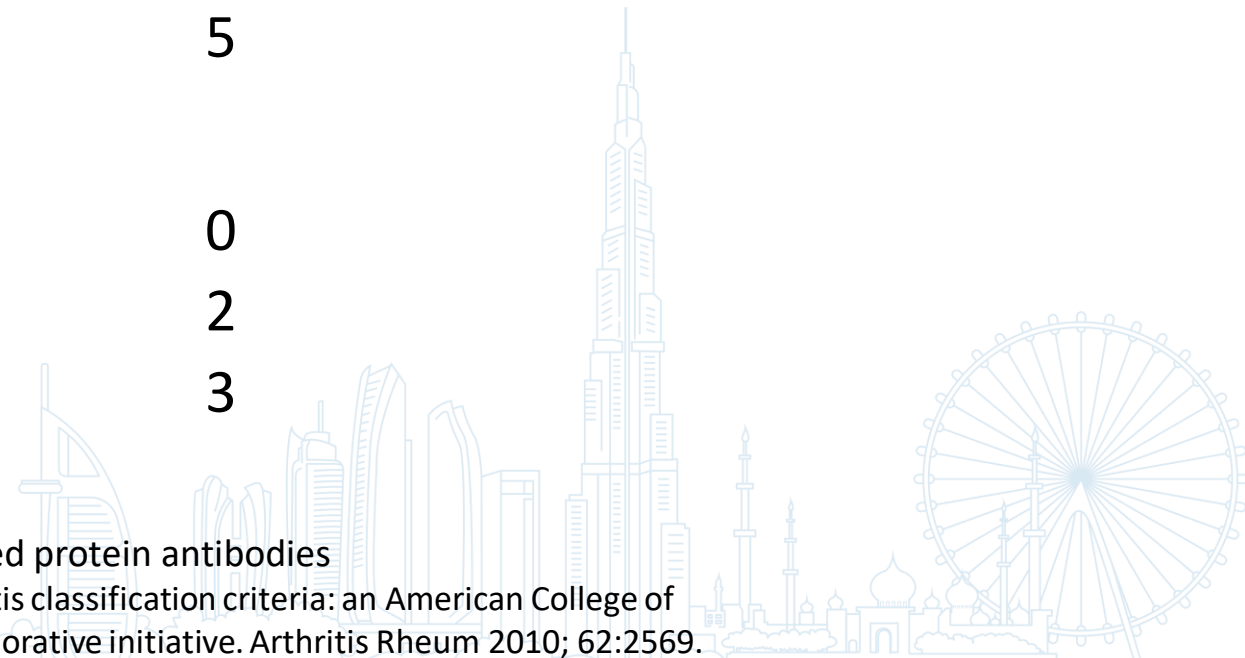 5
0
2
3
ed protein antibodies
tis classification criteria: an American College of
orative initiative. Arthritis Rheum 2010; 62:2569.